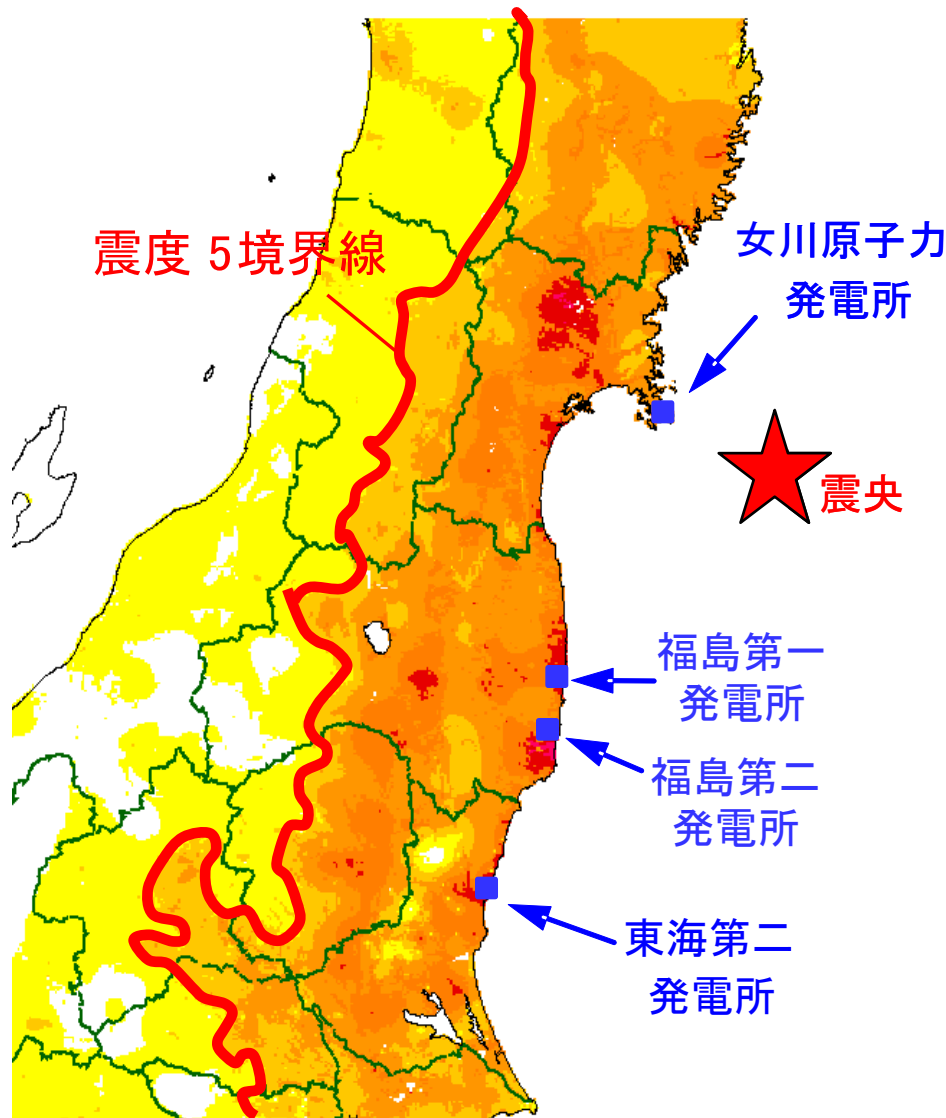 女川原子力
発電所
震度 5境界線
震央
福島第一
発電所
福島第二
発電所
東海第二
発電所